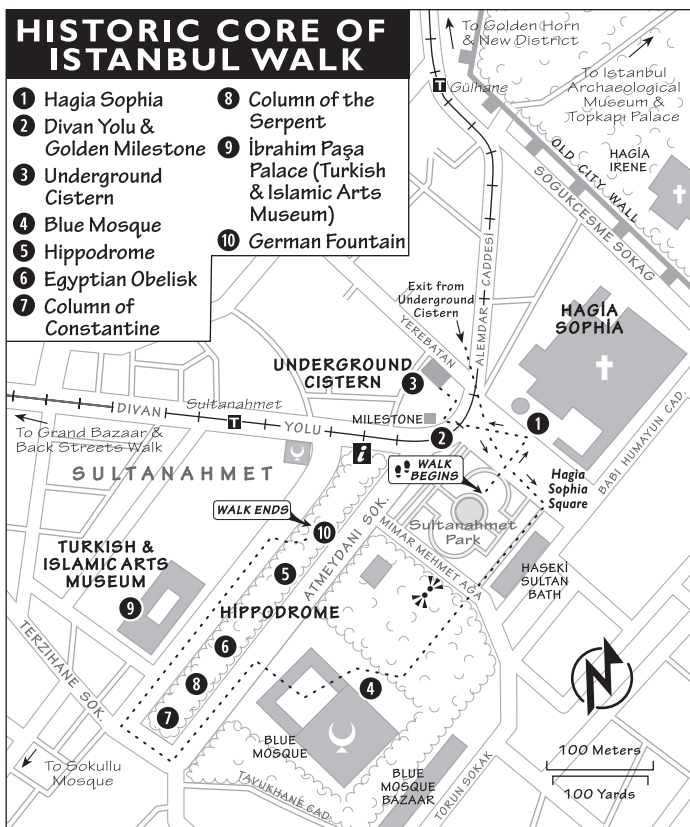 HISTORIC CORE OF
ISTANBUL WALK
1 Hagia Sophia
2 Divan Yolu &
Golden Milestone
3 Underground
Cistern
4 Blue Mosque
5 Hippodrome
6 Egyptian Obelisk
7 Column of
Constantine
8 Column of the
Serpent
9 İbrahim Paşa
Palace (Turkish
& Islamic Arts
Museum)
10 German Fountain
To Golden Horn
& New District
T Gülhane
To Istanbul
Archaeological
Museum &
Topkapı Palace
OLD CITY WALL
HAGİA
IRENE
SOGUKCESME SOKAG
Exit from
Underground
Cistern
ALEMDAR CADDESİ
YEREBATAN
HAGİA
SOPHİA
UNDERGROUND
CISTERN
3
MILESTONE
2
1
DIVAN YOLU
Sultanahmet
T
To Grand Bazaar &
Back Streets Walk
SULTANAHMET
i
WALK
BEGINS
Hagia
Sophia
Square
BABI HUMAYUN CAD.
Sultanahmet
Park
WALK ENDS
10
ATMEYDANI SOK.
MIMAR MEHMET AGA
HASEKİ
SULTAN
BATH
TURKISH &
ISLAMIC ARTS
MUSEUM
9
5
HİPPODROME
6
8
7
4
TERZIHANE SOK.
To Sokullu
Mosque
BLUE
MOSQUE
TAVUKHANE CAD.
BLUE
MOSQUE
BAZAAR
TORUN SOKAK
N
100 Meters
100 Yards